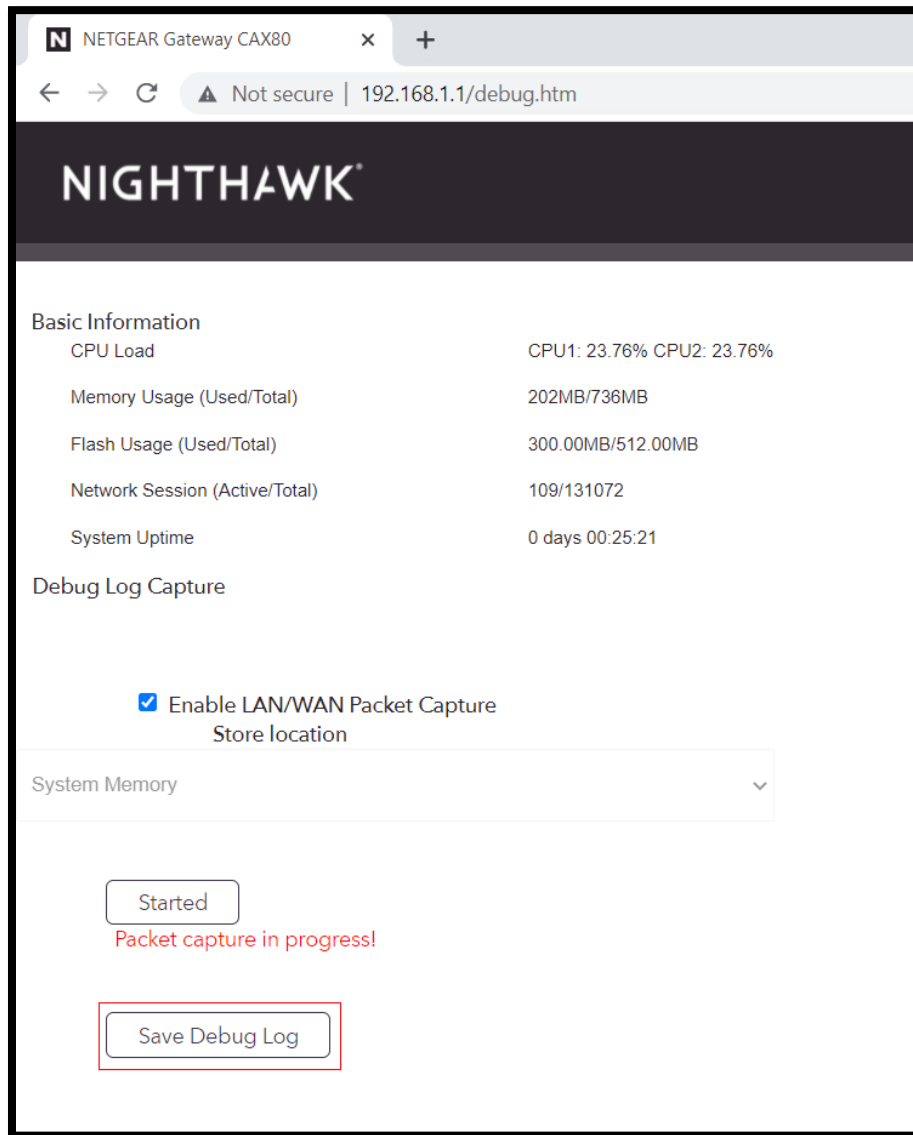 N NETGEAR Gateway CAX80
Not secure | 192.168.1.1/debug.htm
NIGHTHAWK®
Basic Information
CPU Load CPU1: 23.76% CPU2: 23.76%
Memory Usage (Used/Total) 202MB/736MB
Flash Usage (Used/Total) 300.00MB/512.00MB
Network Session (Active/Total) 109/131072
System Uptime 0 days 00:25:21
Debug Log Capture
Enable LAN/WAN Packet Capture
Store location
System Memory
Started
Packet capture in progress!
Save Debug Log